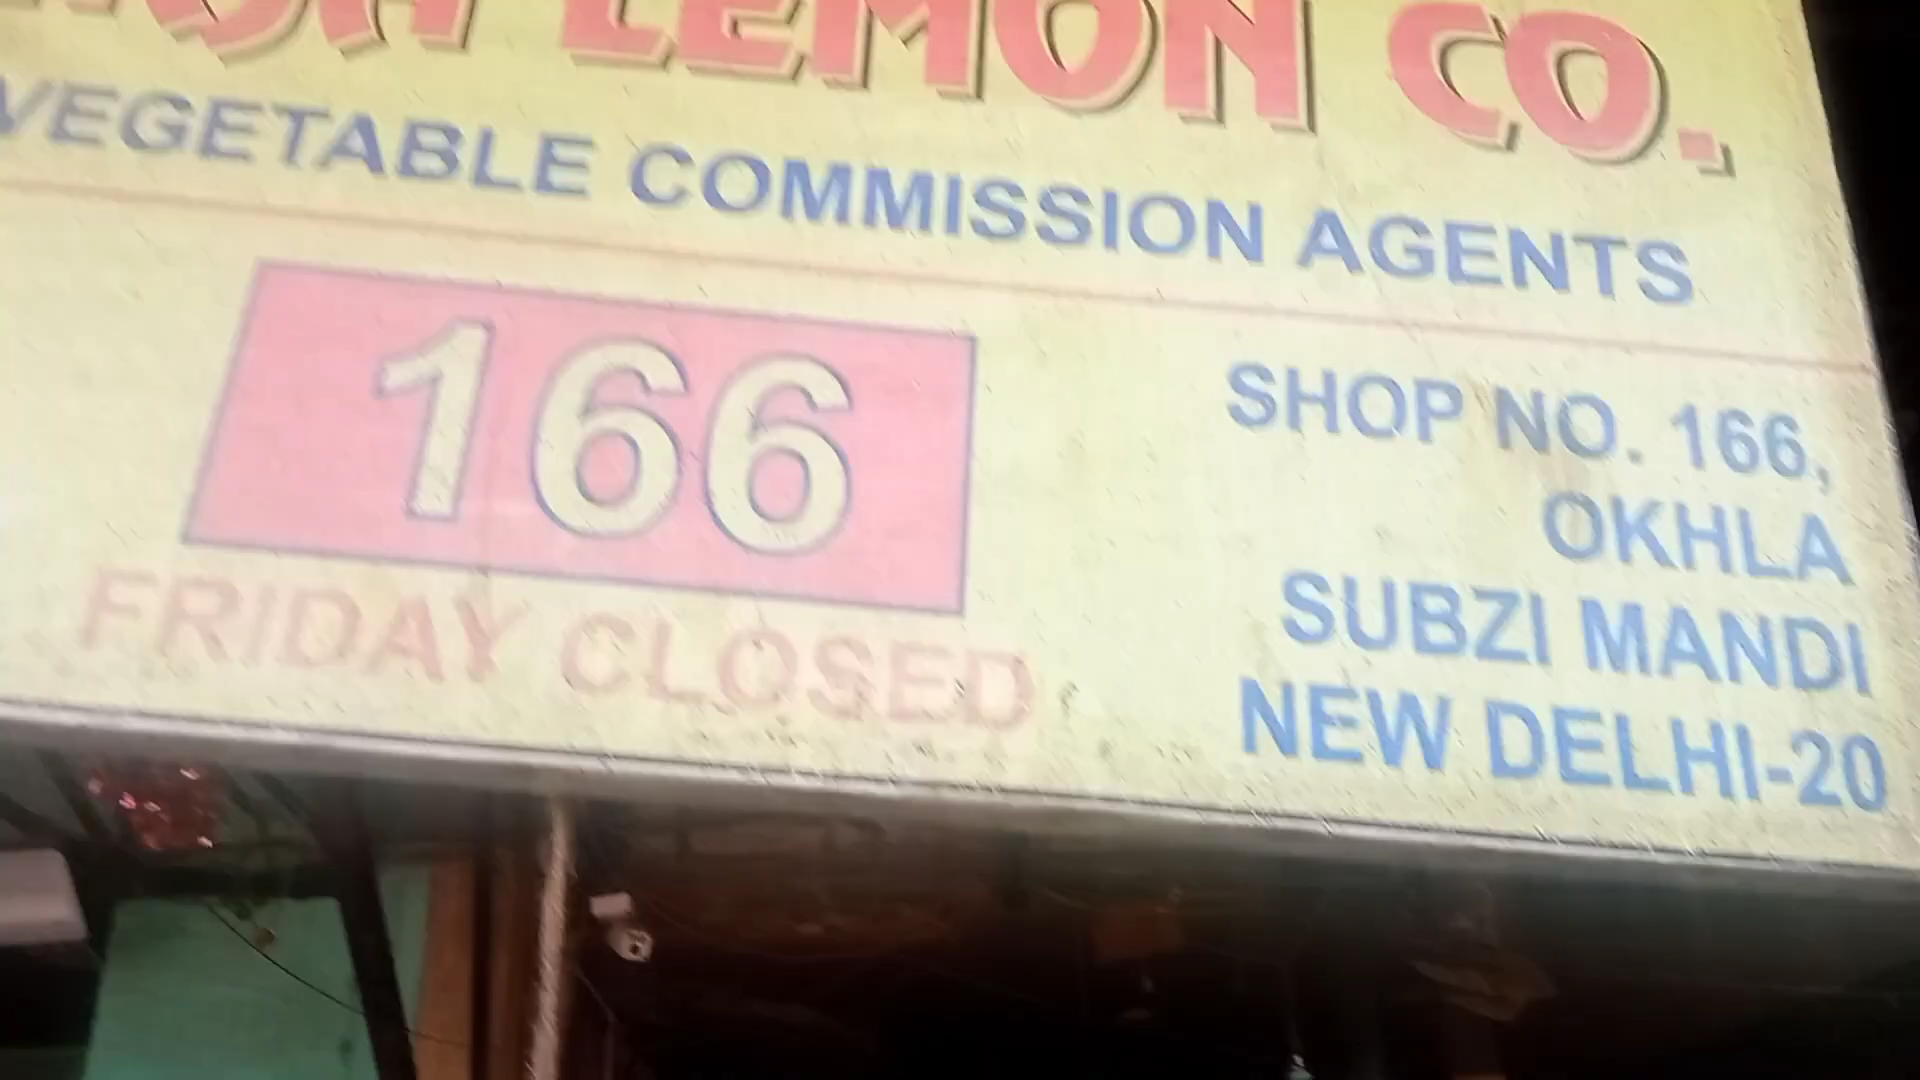 LEMON CO.
VEGETABLE COMMISSION AGENTS
166
FRIDAY CLOSED
SHOP NO. 166,
OKHLA
SUBZI MANDI
NEW DELHI-20